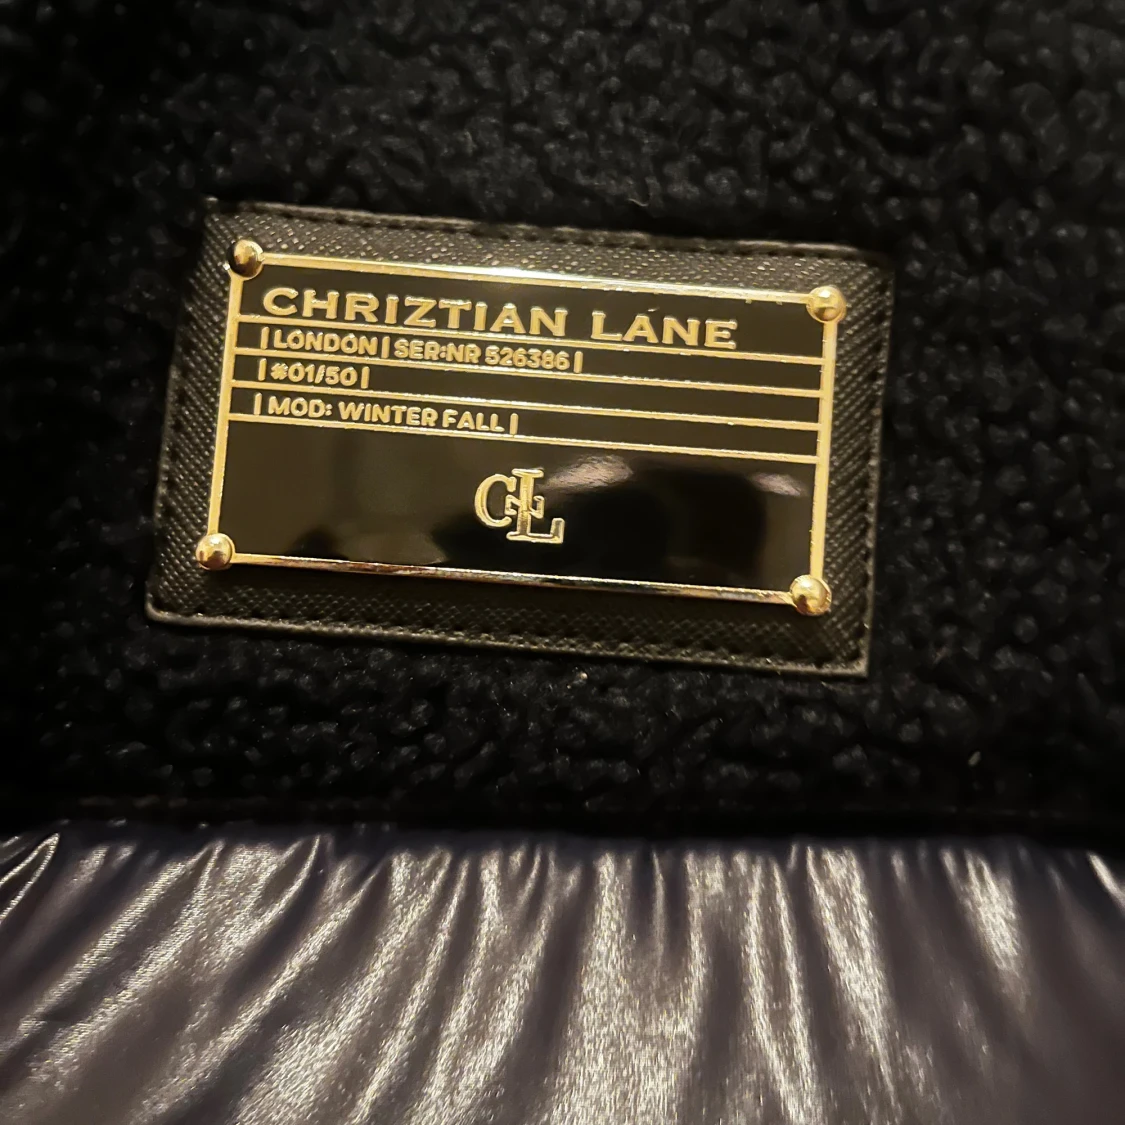 CHRIZTIAN LANE
| LONDON | SER:NR 526386 |
| #01/50 |
| MOD: WINTER FALL |
CL